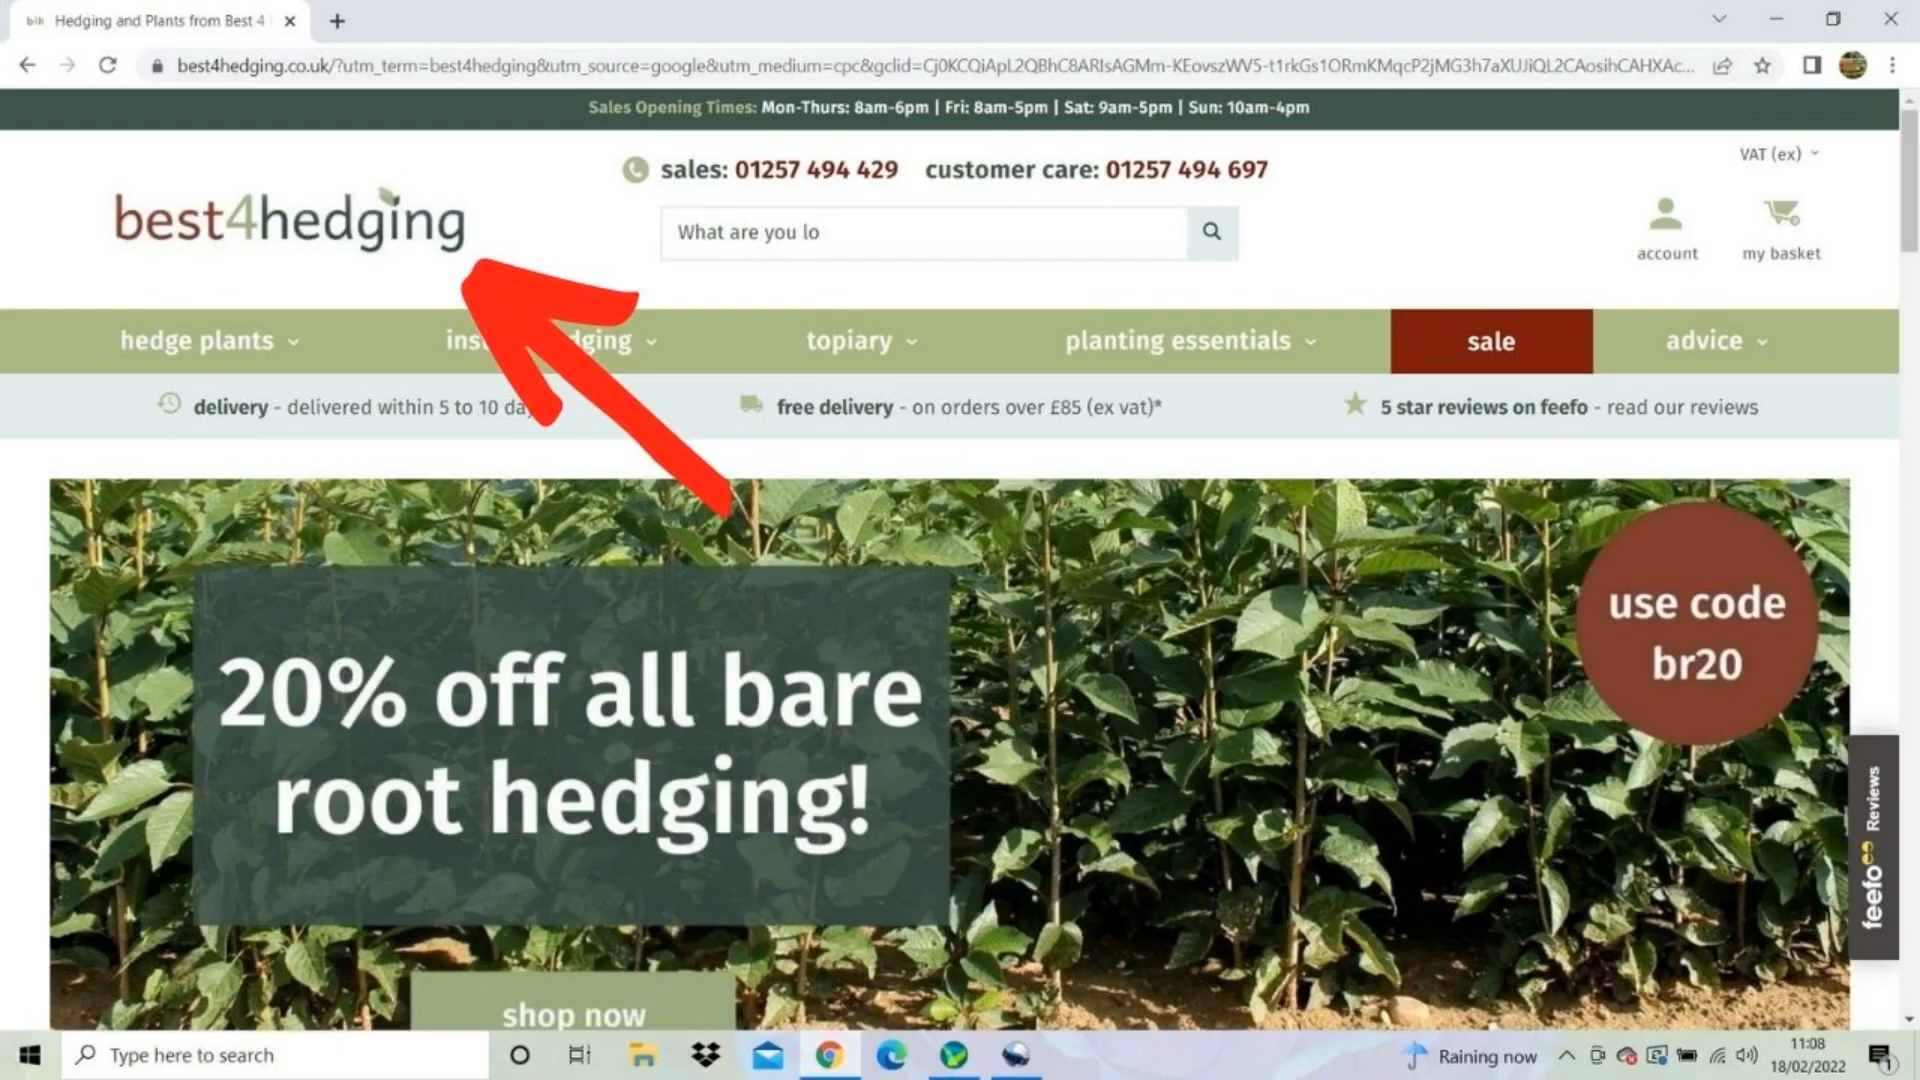 Hedging and Plants from Best 4
best4hedging.co.uk/?utm_term=best4hedging&utm_source=google&utm_medium=cpc&gclid=Cj0KCQiApL2QBhC8ARIsAGMm-KEovszWV5-t1rkGs1ORmKMqcP2jMG3h7aXUJiQL2CAosihCAHXAc...
Sales Opening Times: Mon-Thurs: 8am-6pm | Fri: 8am-5pm | Sat: 9am-5pm | Sun: 10am-4pm
sales: 01257 494 429 customer care: 01257 494 697
VAT (ex)
best4hedging
What are you lo
account
my basket
hedge plants
topiary
planting essentials
sale
advice
delivery - delivered within 5 to 10
free delivery - on orders over £85 (ex vat)*
5 star reviews on feefo - read our reviews
20% off all bare
root hedging!
use code
br20
feefo Reviews
shop now
Type here to search
Raining now
11:08
18/02/2022
1